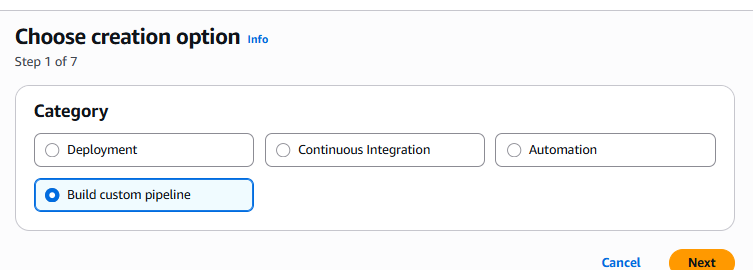 Choose creation option Info
Step 1 of 7
Category
Deployment Continuous Integration Automation
Build custom pipeline
Cancel Next